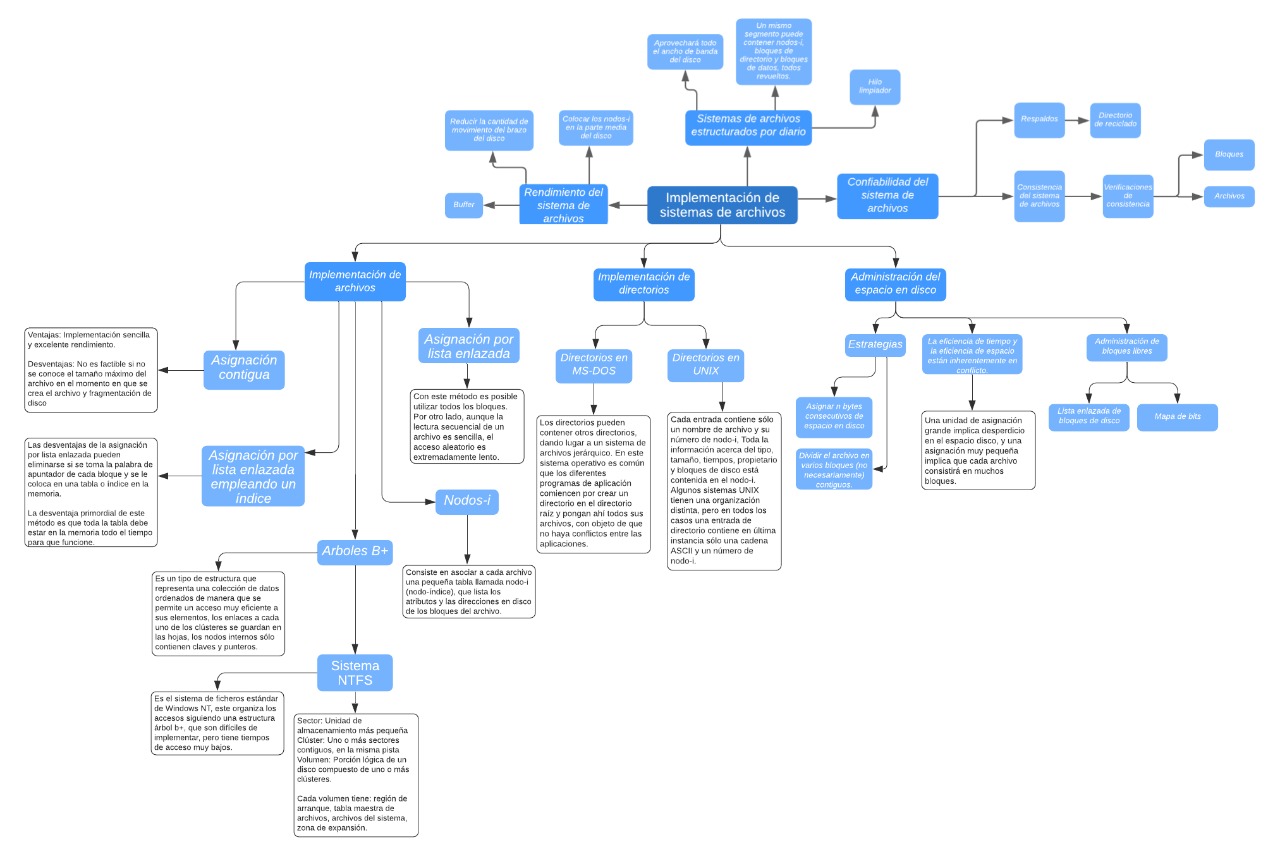 Un mismo
segmento puede
contener nodos-i,
bloques de
directorio y bloques
de datos, todos
revueltos.
Aprovechará todo
el ancho de banda
del disco
Hilo
limpiador
Sistemas de archivos
estructurados por diario
Reducir la cantidad de
movimiento del brazo
del disco
Colocar los nodos-i
en la parte media
del disco
Respaldos
Directorio
de reciclado
Bloques
Rendimiento del
sistema de
archivos
Buffer
Implementación de
sistemas de archivos
Confiabilidad del
sistema de
archivos
Consistencia
del sistema
de archivos
Verificaciones
de
consistencia
Archives
Implementación de
archivos
Implementación de
directorios
Administración del
espacio en disco
Ventajas: Implementación sencilla
y excelente rendimiento.
Desventajas: No es factible si no
se conoce el tamaño máximo del
archivo en el momento en que se
crea el archivo y fragmentación de
disco
Asignación
contigua
Asignación por
lista enlazada
Con este método es posible
utilizar todos los bloques.
Por otro lado, aunque la
lectura secuencial de un
archivo es sencilla, el
acceso aleatorio es
extremadamente lento.
Directorios en
MS-DOS
Directorios en
UNIX
Estrategias
La eficiencia de tiempo y
la eficiencia de espacio
están inherentemente en
conflicto.
Administración de
bloques libres
Asignar n bytes
consecutivos de
espacio en disco
Dividir el archivo en
varios bloques (no
necesariamente)
contiguos.
Una unidad de asignación
grande implica desperdicio
en el espacio disco, y una
asignación muy pequeña
implica que cada archivo
consistirá en muchos
bloques.
Lista enlazada de
bloques de disco
Mapa de bits
Los directorios pueden
contener otros directorios,
dando lugar a un sistema de
archivos jerárquico. En este
sistema operativo es común
que los diferentes
programas de aplicación
comiencen por crear un
directorio en el directorio
raíz y pongan ahí todos sus
archivos, con objeto de que
no haya conflictos entre las
aplicaciones.
Cada entrada contiene sólo
un nombre de archivo y su
número de nodo-i, Toda la
información acerca del tipo,
tamaño, tiempos, propietario
y bloques de disco está
contenida en el nodo-i.
Algunos sistemas UNIX
tienen una organización
distinta, pero en todos los
casos una entrada de
directorio contiene en última
instancia sólo una cadena
ASCII y un número de
nodo-i.
Las desventajas de la asignación
por lista enlazada pueden
eliminarse si se toma la palabra de
apuntador de cada bloque y se le
coloca en una tabla o índice en la
memoria.
La desventaja primordial de este
método es que toda la tabla debe
estar en la memoria todo el tiempo
para que funcione.
Asignación por
lista enlazada
empleando un
índice
Nodos-i
Consiste en asociar a cada archivo
una pequeña tabla llamada nodo-i
(nodo-índice), que lista los
atributos y las direcciones en disco
de los bloques del archivo.
Arboles B+
Es un tipo de estructura que
representa una colección de datos
ordenados de manera que se
permite un acceso muy eficiente a
sus elementos, los enlaces a cada
uno de los clústeres se guardan en
las hojas, los nodos internos sólo
contienen claves y punteros.
Sistema
NTFS
Es el sistema de ficheros estándar
de Windows NT, este organiza los
accesos siguiendo una estructura
árbol b+, que son difíciles de
implementar, pero tiene tiempos
de acceso muy bajos.
Sector: Unidad de
almacenamiento más pequeña
Clúster: Uno o más sectores
contiguos, en la misma pista
Volumen: Porción lógica de un
disco compuesto de uno o más
clústeres.
Cada volumen tiene: región de
arranque, tabla maestra de
archivos, archivos del sistema,
zona de expansión.